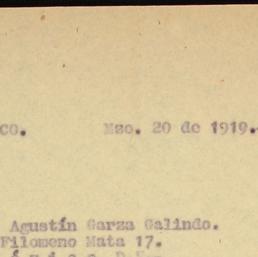 co. Mzo. 20 de 1919.-
Agustín Garza Galindo.
Filomeno Mata 17.